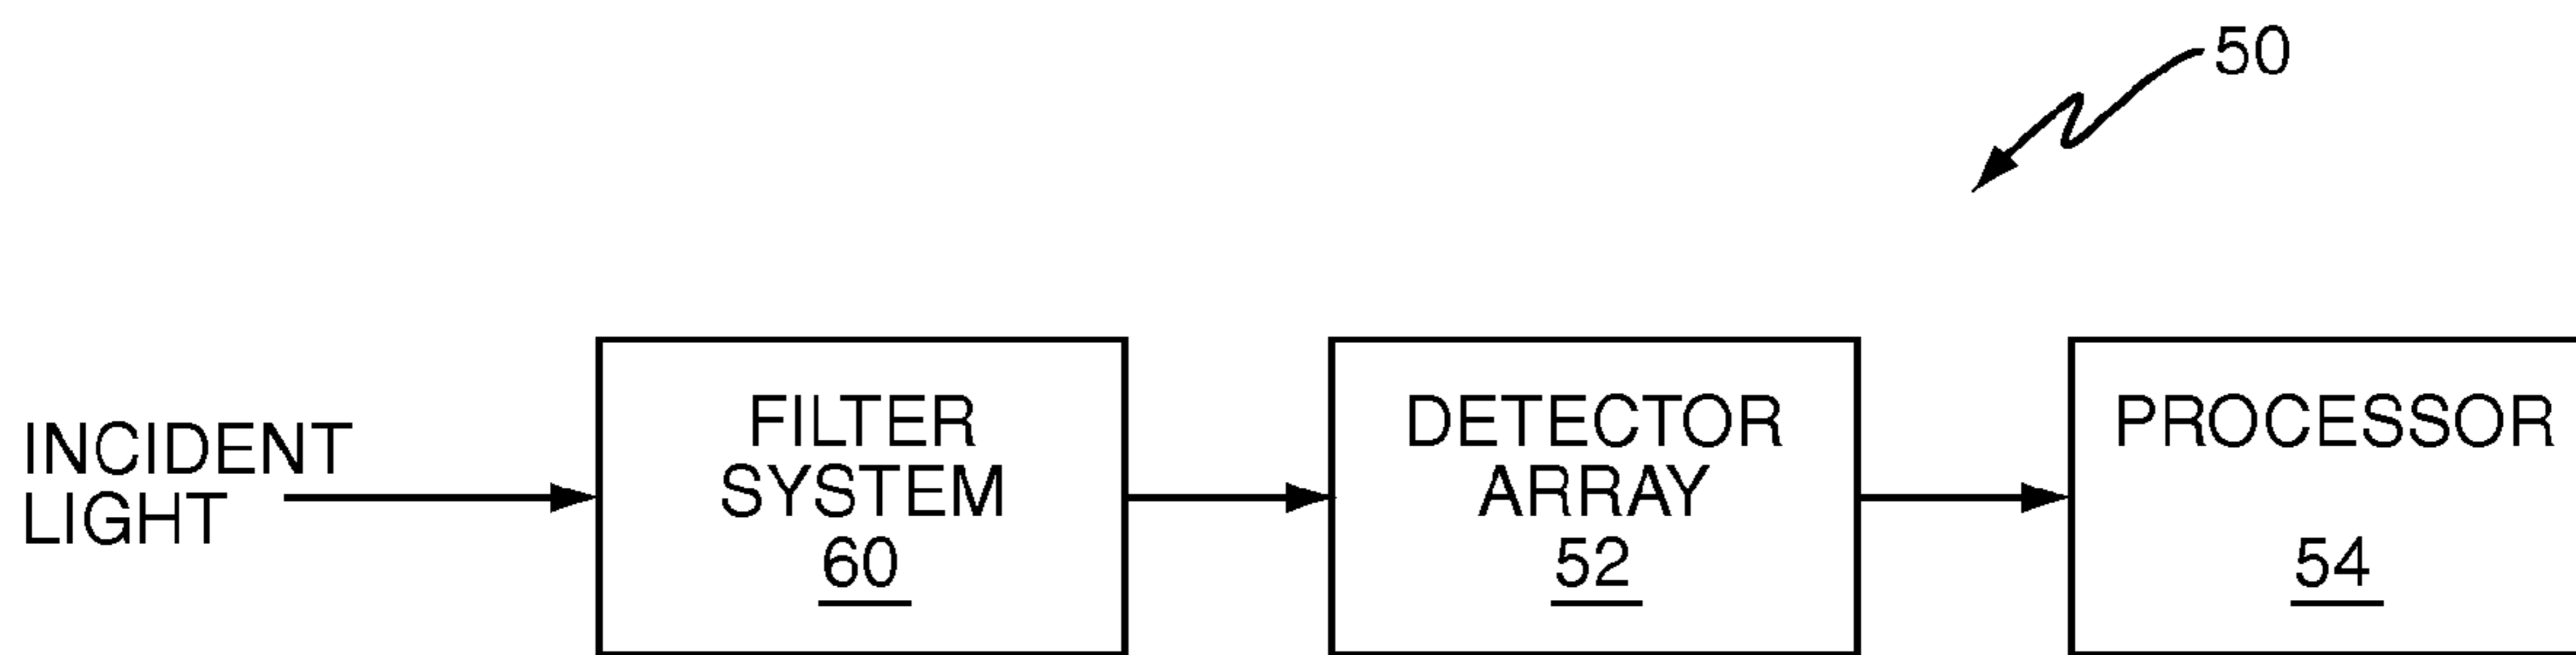 50
INCIDENT
LIGHT
FILTER
SYSTEM
60
DETECTOR
ARRAY
52
PROCESSOR
54